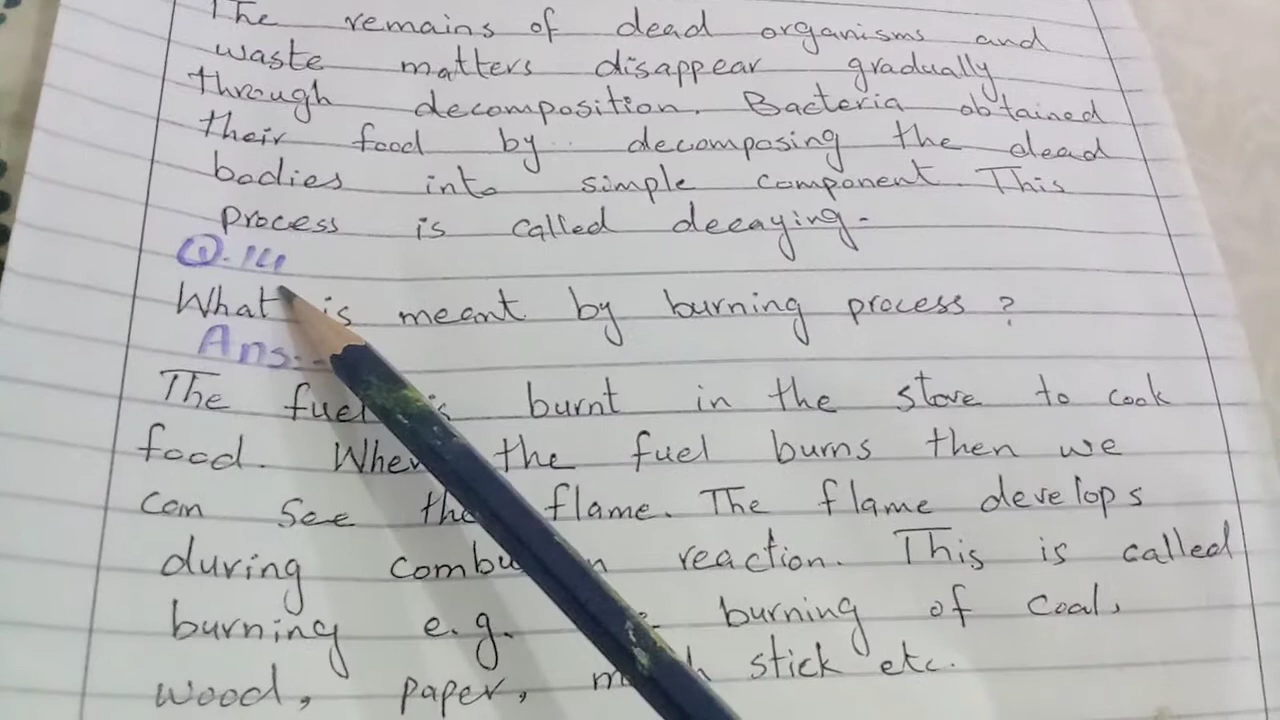 The remains of dead organisms and
waste matters disappear gradually
through decomposition. Bacteria obtained
their food by decomposing the dead
bodies into simple component. This
process is called decaying.
Q.14
What is meant by burning process ?
Ans:-
The fuel is burnt in the stove to cook
food. When the fuel burns then we
can see the flame. The flame develops
during reaction. This is called
burning e.g. burning of coal,
wood, paper, stick etc.